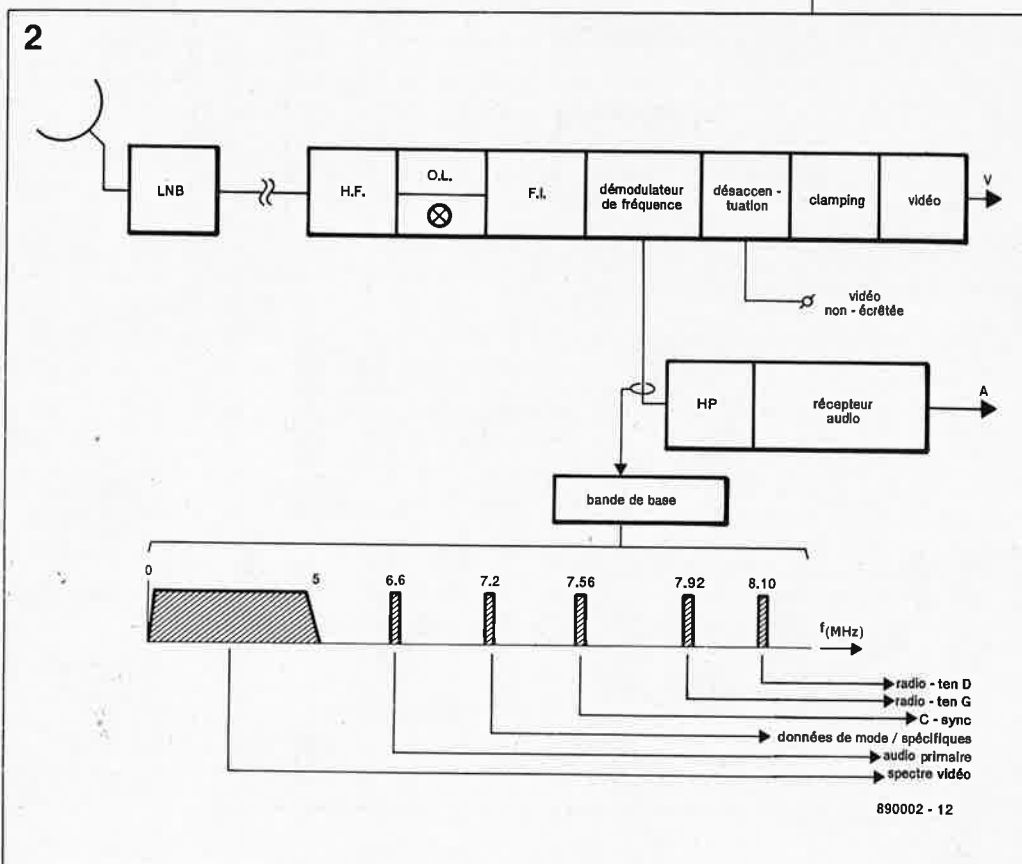 2
LNB
H.F.
O.L.
F.I.
démodulateur
de fréquence
désaccen-
tuation
clamping
vidéo
V
vidéo
non - écrêtée
HP
récepteur
audio
A
bande de base
0
5
6.6
7.2
7.56
7.92
8.10
f(MHz)
radio - ten D
radio - ten G
C - sync
données de mode / spécifiques
audio primaire
spectre vidéo
890002 - 12